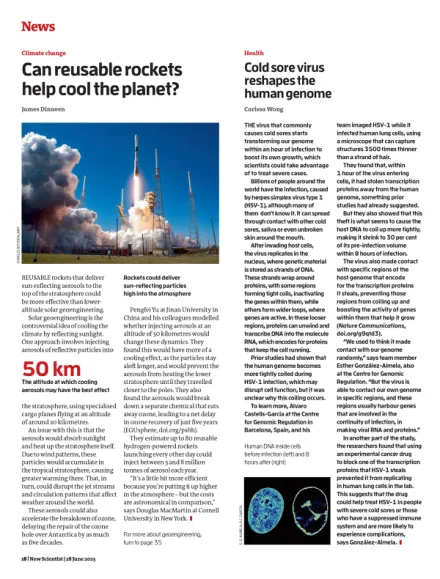 News
Climate change
Can reusable rockets
help cool the planet?
James Dinneen
REUSABLE rockets that deliver
sun-reflecting aerosols to the
top of the stratosphere could
be more effective than lower-
altitude solar geoengineering.
Solar geoengineering is the
controversial idea of cooling the
climate by reflecting sunlight.
One approach involves injecting
aerosols of reflective particles into
50 km
The altitude at which cooling
aerosols may have the best effect
the stratosphere, using specialised
cargo planes flying at an altitude
of around 20 kilometres.
An issue with this is that the
aerosols would absorb sunlight
and heat up the stratosphere itself.
Due to wind patterns, these
particles would accumulate in
the tropical stratosphere, causing
greater warming there. That, in
turn, could disrupt the jet streams
and circulation patterns that affect
weather around the world.
These aerosols could also
accelerate the breakdown of ozone,
delaying the repair of the ozone
hole over Antarctica by as much
as five decades.
Rockets could deliver
sun-reflecting particles
high into the atmosphere
Pengfei Yu at Jinan University in
China and his colleagues modelled
whether injecting aerosols at an
altitude of 50 kilometres would
change these dynamics. They
found this would have more of a
cooling effect, as the particles stay
aloft longer, and would prevent the
aerosols from heating the lower
stratosphere until they travelled
closer to the poles. They also
found the aerosols would break
down a separate chemical that eats
away ozone, leading to a net delay
in ozone recovery of just five years
They estimate up to 80 reusable
hydrogen-powered rockets
launching every other day could
inject between 3 and 8 million
tonnes of aerosol each year.
"It's a little bit more efficient
because you're putting it up higher
in the atmosphere – but the costs
are astronomical in comparison,"
says Douglas MacMartin at Cornell
University in New York.
For more about geoengineering,
turn to page 35
Health
Cold sore virus
reshapes the
human genome
Carissa Wong
THE virus that commonly
causes cold sores starts
transforming our genome
within an hour of infection to
boost its own growth, which
scientists could take advantage
of to treat severe cases.
Billions of people around the
world have the infection, caused
by herpes simplex virus type 1
(HSV-1), although many of
them don't know it. It can spread
through contact with other cold
sores, saliva or even unbroken
skin around the mouth.
After invading host cells,
the virus replicates in the
nucleus, where genetic material
is stored as strands of DNA.
These strands wrap around
proteins, with some regions
forming tight coils, inactivating
the genes within them, while
others form wider loops, where
genes are active. In these looser
regions, proteins can unwind and
transcribe DNA into the molecule
RNA, which encodes for proteins
that keep the cell running.
Prior studies had shown that
the human genome becomes
more tightly coiled during
HSV-1 infection, which may
disrupt cell function, but it was
unclear why this coiling occurs.
To learn more, Alvaro
Castells-García at the Centre
for Genomic Regulation in
Barcelona, Spain, and his
Human DNA inside cells
before infection (left) and 8
hours after (right)
team imaged HSV-1 while it
infected human lung cells, using
a microscope that can capture
structures 3500 times thinner
than a strand of hair.
They found that, within
1 hour of the virus entering
cells, it had stolen transcription
proteins away from the human
genome, something prior
studies had already suggested.
But they also showed that this
theft is what seems to cause the
host DNA to coil up more tightly,
making it shrink to 30 per cent
of its pre-infection volume
within 8 hours of infection.
The virus also made contact
with specific regions of the
host genome that encode
for the transcription proteins
it steals, preventing those
regions from coiling up and
boosting the activity of genes
within them that help it grow
(Nature Communications,
"We used to think it made
contact with our genome
randomly," says team member
Esther González-Almela, also
at the Centre for Genomic
Regulation. "But the virus is
able to contact our own genome
in specific regions, and these
regions usually harbour genes
that are involved in the
continuity of infection, in
making viral RNA and proteins."
In another part of the study,
the researchers found that using
an experimental cancer drug
to block one of the transcription
proteins that HSV-1 steals
prevented it from replicating
in human lung cells in the lab.
This suggests that the drug
could help treat HSV-1 in people
with severe cold sores or those
who have a suppressed immune
system and are more likely to
experience complications,
says González-Almela.
18 | New Scientist | 28 June 2025